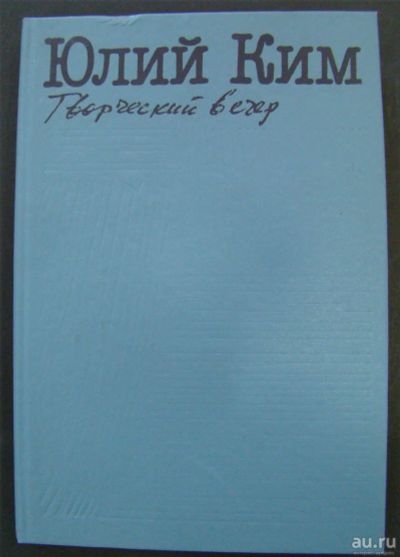 Юлий Ким
Творческий вечер
au.ru